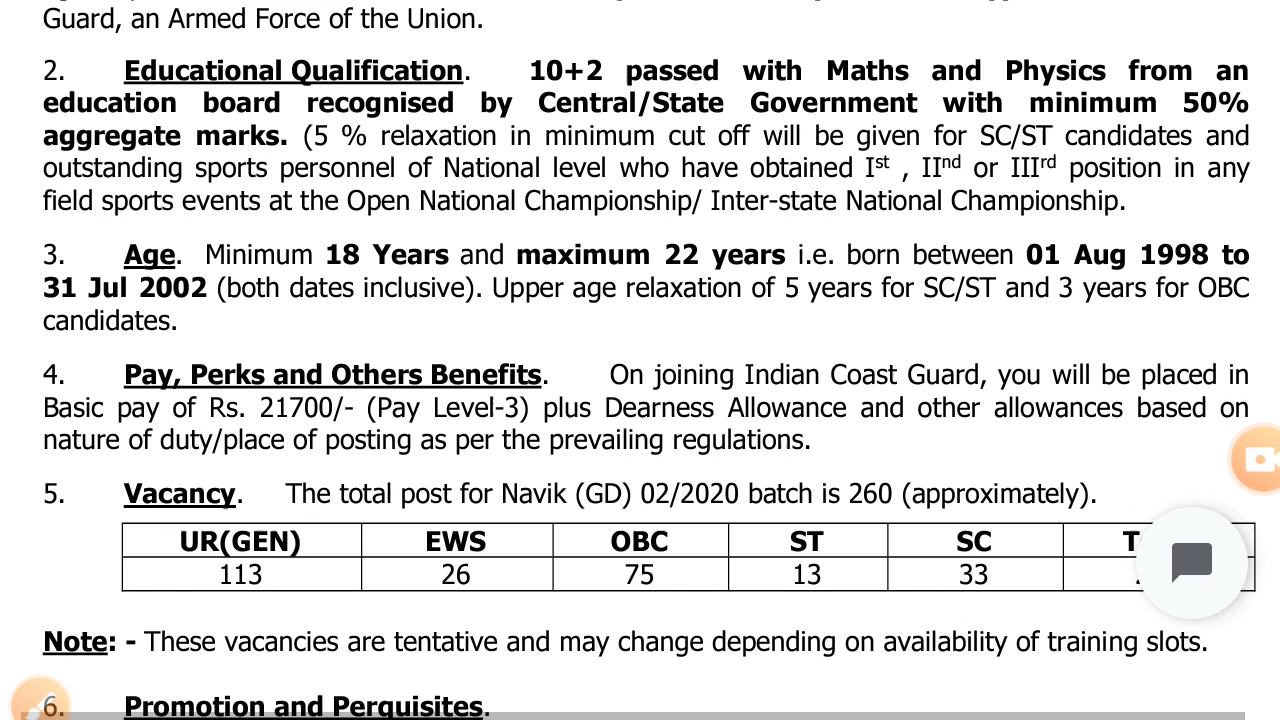 Guard, an Armed Force of the Union.
2. Educational Qualification. 10+2 passed with Maths and Physics from an
education board recognised by Central/State Government with minimum 50%
aggregate marks. (5 % relaxation in minimum cut off will be given for SC/ST candidates and
outstanding sports personnel of National level who have obtained Ist , IInd or IIIrd position in any
field sports events at the Open National Championship/ Inter-state National Championship.
3. Age. Minimum 18 Years and maximum 22 years i.e. born between 01 Aug 1998 to
31 Jul 2002 (both dates inclusive). Upper age relaxation of 5 years for SC/ST and 3 years for OBC
candidates.
4. Pay, Perks and Others Benefits. On joining Indian Coast Guard, you will be placed in
Basic pay of Rs. 21700/- (Pay Level-3) plus Dearness Allowance and other allowances based on
nature of duty/place of posting as per the prevailing regulations.
5. Vacancy. The total post for Navik (GD) 02/2020 batch is 260 (approximately).
UR(GEN) EWS OBC ST SC
113 26 75 13 33
Note: - These vacancies are tentative and may change depending on availability of training slots.
6. Promotion and Perquisites.